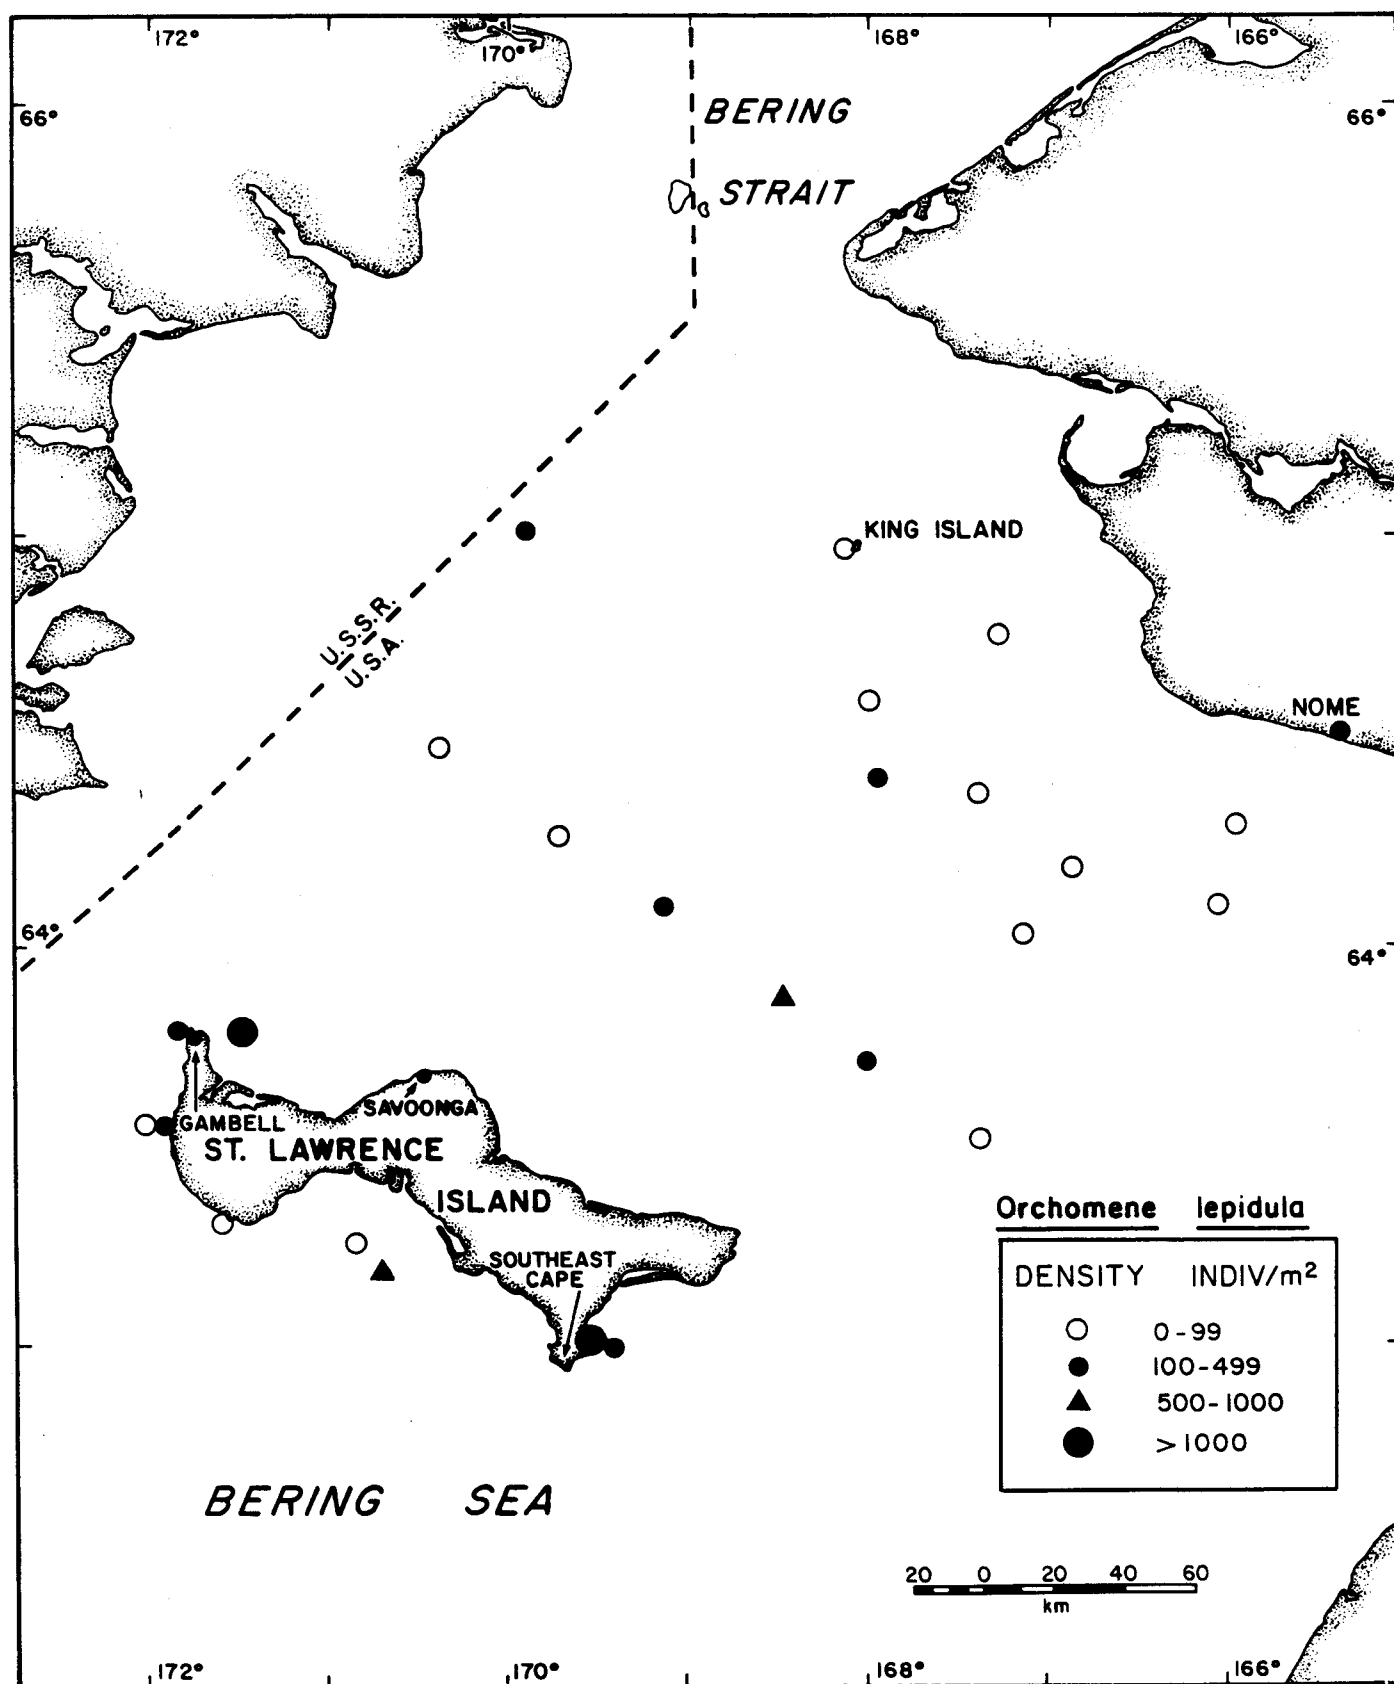 172°
170°
168°
166°
66°
66°
BERING
STRAIT
KING ISLAND
U.S.S.R.
U.S.A.
NOME
64°
64°
GAMBELL
SAVOONGA
ST. LAWRENCE
ISLAND
SOUTHEAST
CAPE
Orchomene lepidula
DENSITY INDIV/m²
0-99
100-499
500-1000
>1000
BERING SEA
20 0 20 40 60
km
172°
170°
168°
166°